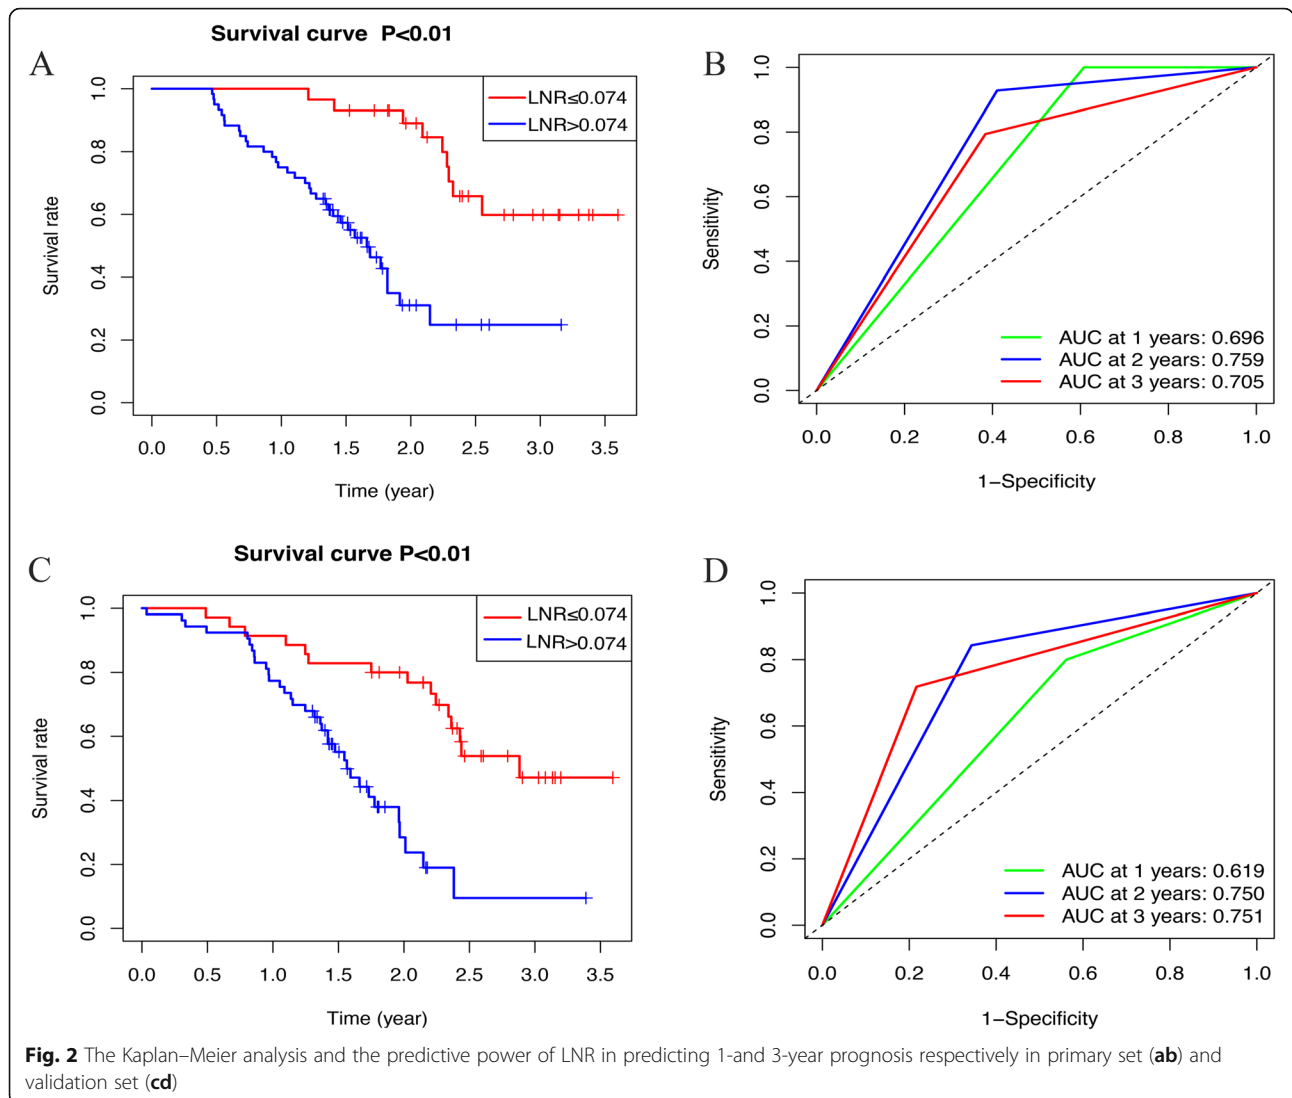 Survival curve P<0.01
A
LNR≤0.074
LNR>0.074
Survival rate
0.0 0.2 0.4 0.6 0.8 1.0
0.0 0.5 1.0 1.5 2.0 2.5 3.0 3.5
Time (year)
B
Sensitivity
0.0 0.2 0.4 0.6 0.8 1.0
AUC at 1 years: 0.696
AUC at 2 years: 0.759
AUC at 3 years: 0.705
0.0 0.2 0.4 0.6 0.8 1.0
1−Specificity
Survival curve P<0.01
C
LNR≤0.074
LNR>0.074
Survival rate
0.0 0.2 0.4 0.6 0.8 1.0
0.0 0.5 1.0 1.5 2.0 2.5 3.0 3.5
Time (year)
D
Sensitivity
0.0 0.2 0.4 0.6 0.8 1.0
AUC at 1 years: 0.619
AUC at 2 years: 0.750
AUC at 3 years: 0.751
0.0 0.2 0.4 0.6 0.8 1.0
1−Specificity
Fig. 2 The Kaplan–Meier analysis and the predictive power of LNR in predicting 1-and 3-year prognosis respectively in primary set (ab) and
validation set (cd)